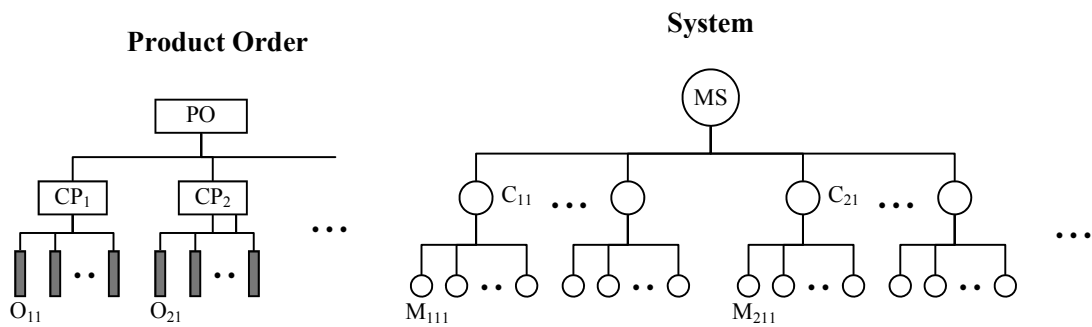 Product Order
System
PO
MS
CP₁
CP₂
...
C₁₁
...
C₂₁
...
...
..
..
..
..
..
..
O₁₁
O₂₁
M₁₁₁
M₂₁₁